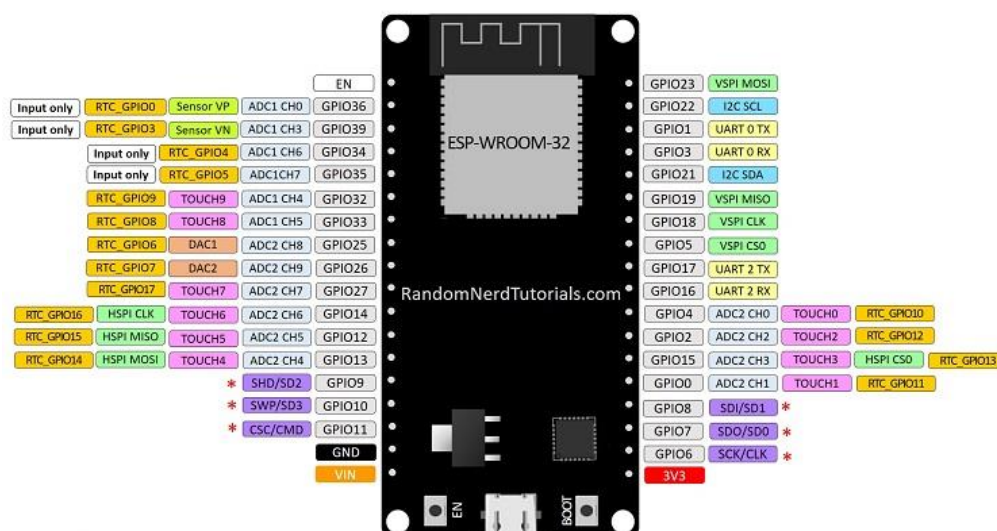 EN
Input only RTC_GPIO0 Sensor VP ADC1 CH0 GPIO36
Input only RTC_GPIO3 Sensor VN ADC1 CH3 GPIO39
Input only RTC_GPIO4 ADC1 CH6 GPIO34
Input only RTC_GPIO5 ADC1CH7 GPIO35
RTC_GPIO9 TOUCH9 ADC1 CH4 GPIO32
RTC_GPIO8 TOUCH8 ADC1 CH5 GPIO33
RTC_GPIO6 DAC1 ADC2 CH8 GPIO25
RTC_GPIO7 DAC2 ADC2 CH9 GPIO26
RTC_GPIO17 TOUCH7 ADC2 CH7 GPIO27
RTC_GPIO16 HSPI CLK TOUCH6 ADC2 CH6 GPIO14
RTC_GPIO15 HSPI MISO TOUCH5 ADC2 CH5 GPIO12
RTC_GPIO14 HSPI MOSI TOUCH4 ADC2 CH4 GPIO13
* SHD/SD2 GPIO9
* SWP/SD3 GPIO10
* CSC/CMD GPIO11
GND
VIN
ESP-WROOM-32
RandomNerdTutorials.com
EN
BOOT
GPIO23 VSPI MOSI
GPIO22 I2C SCL
GPIO1 UART 0 TX
GPIO3 UART 0 RX
GPIO21 I2C SDA
GPIO19 VSPI MISO
GPIO18 VSPI CLK
GPIO5 VSPI CS0
GPIO17 UART 2 TX
GPIO16 UART 2 RX
GPIO4 ADC2 CH0 TOUCH0 RTC_GPIO10
GPIO2 ADC2 CH2 TOUCH2 RTC_GPIO12
GPIO15 ADC2 CH3 TOUCH3 HSPI CS0 RTC_GPIO13
GPIO0 ADC2 CH1 TOUCH1 RTC_GPIO11
GPIO8 SDI/SD1 *
GPIO7 SDO/SD0 *
GPIO6 SCK/CLK *
3V3